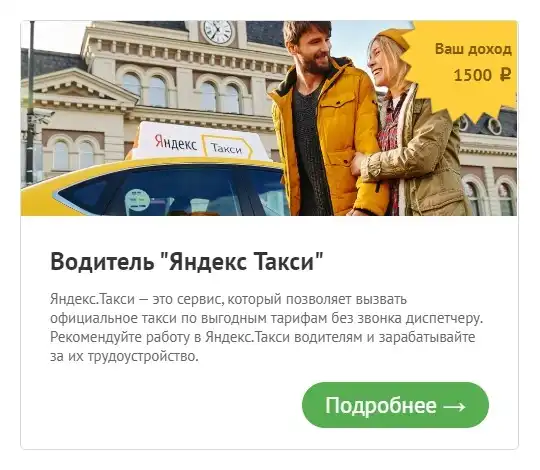 Ваш доход
1500 ₽
Яндекс Такси
Водитель "Яндекс Такси"
Яндекс.Такси — это сервис, который позволяет вызвать
официальное такси по выгодным тарифам без звонка диспетчеру.
Рекомендуйте работу в Яндекс.Такси водителям и зарабатывайте
за их трудоустройство.
Подробнее →